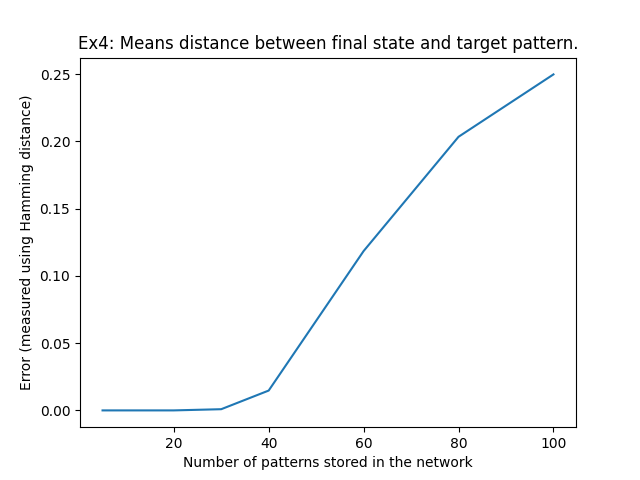 Ex4: Means distance between final state and target pattern.
0.25
0.20
0.15
0.10
0.05
0.00
Error (measured using Hamming distance)
20 40 60 80 100
Number of patterns stored in the network